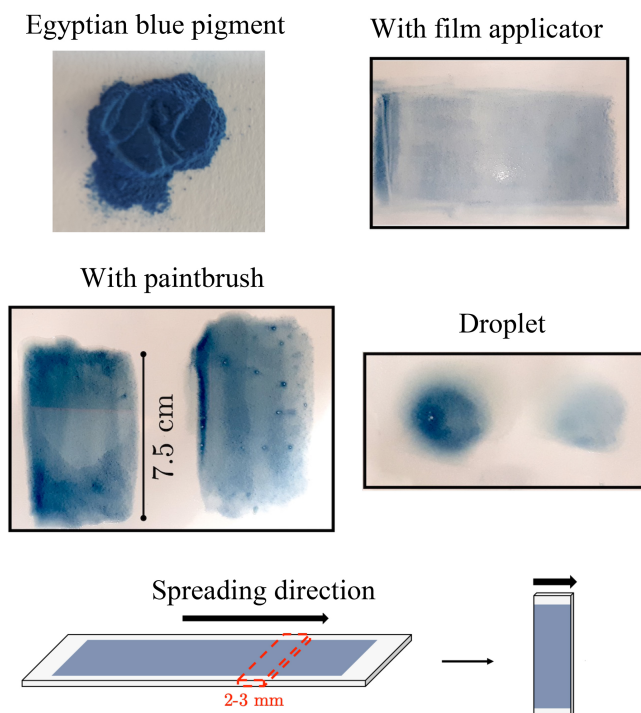 Egyptian blue pigment
With film applicator
With paintbrush
7.5 cm
Droplet
Spreading direction
2-3 mm